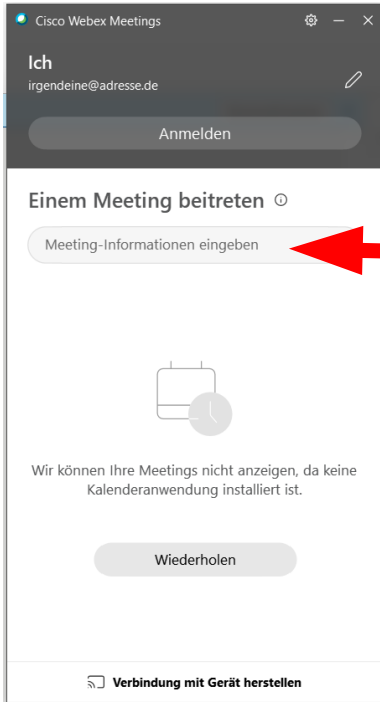 Cisco Webex Meetings
Ich
irgendeine@adresse.de
Anmelden
Einem Meeting beitreten
Meeting-Informationen eingeben
Wir können Ihre Meetings nicht anzeigen, da keine
Kalenderanwendung installiert ist.
Wiederholen
Verbindung mit Gerät herstellen